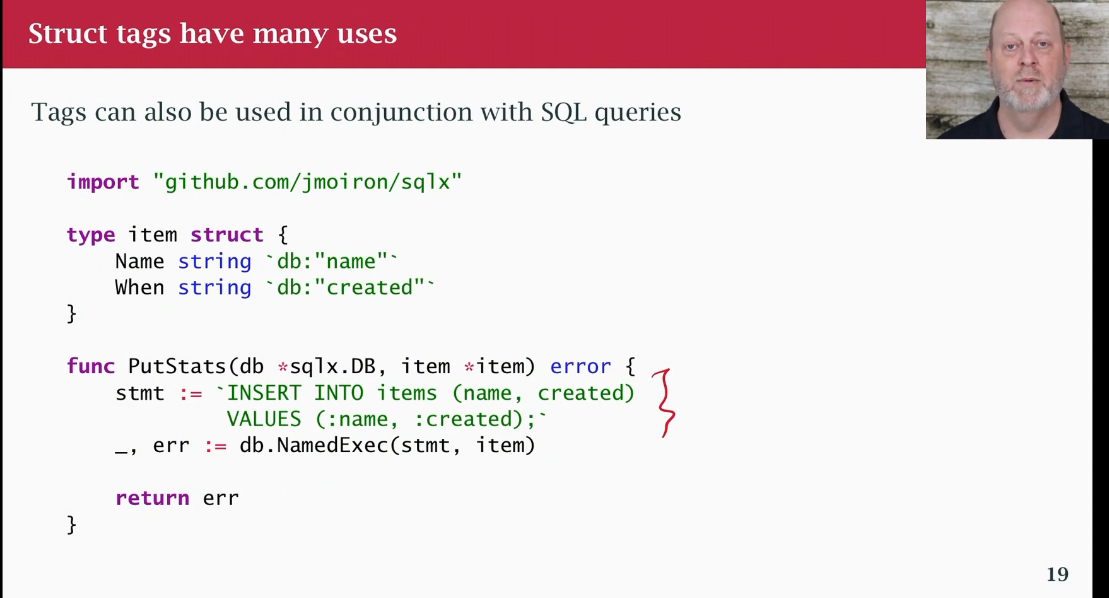 Struct tags have many uses
Tags can also be used in conjunction with SQL queries
import "github.com/jmoiron/sqlx"
type item struct {
    Name string `db:"name"`
    When string `db:"created"`
}
func PutStats(db *sqlx.DB, item *item) error {
    stmt := `INSERT INTO items (name, created)
             VALUES (:name, :created);`
    _, err := db.NamedExec(stmt, item)
    return err
}
19